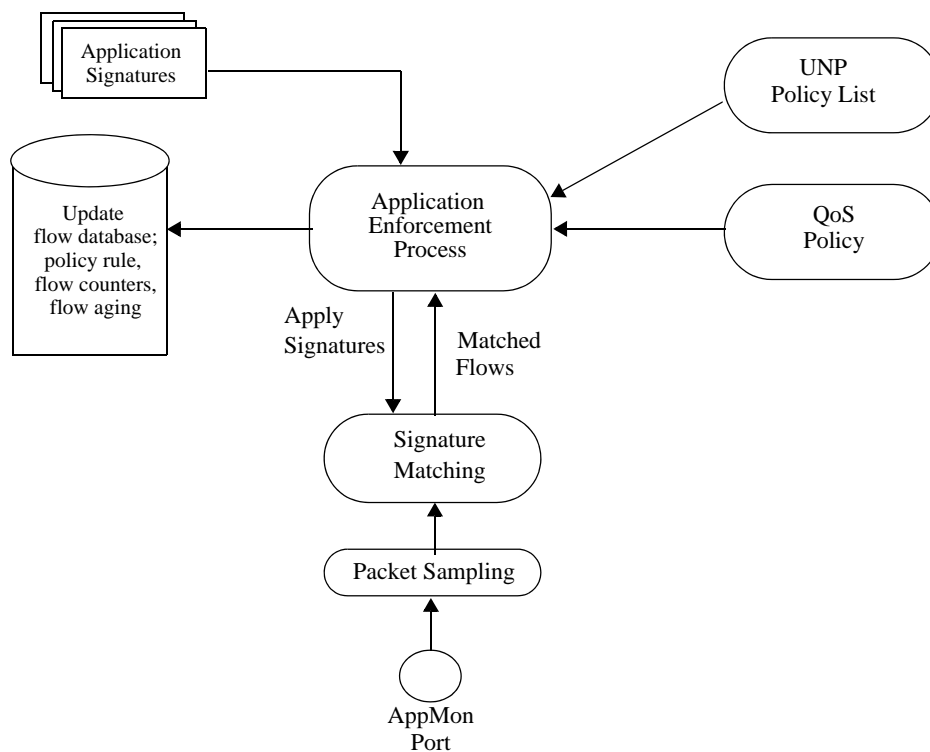 Application
Signatures
UNP
Policy List
Update
flow database;
policy rule,
flow counters,
flow aging
Application
Enforcement
Process
QoS
Policy
Apply
Signatures
Matched
Flows
Signature
Matching
Packet Sampling
AppMon
Port